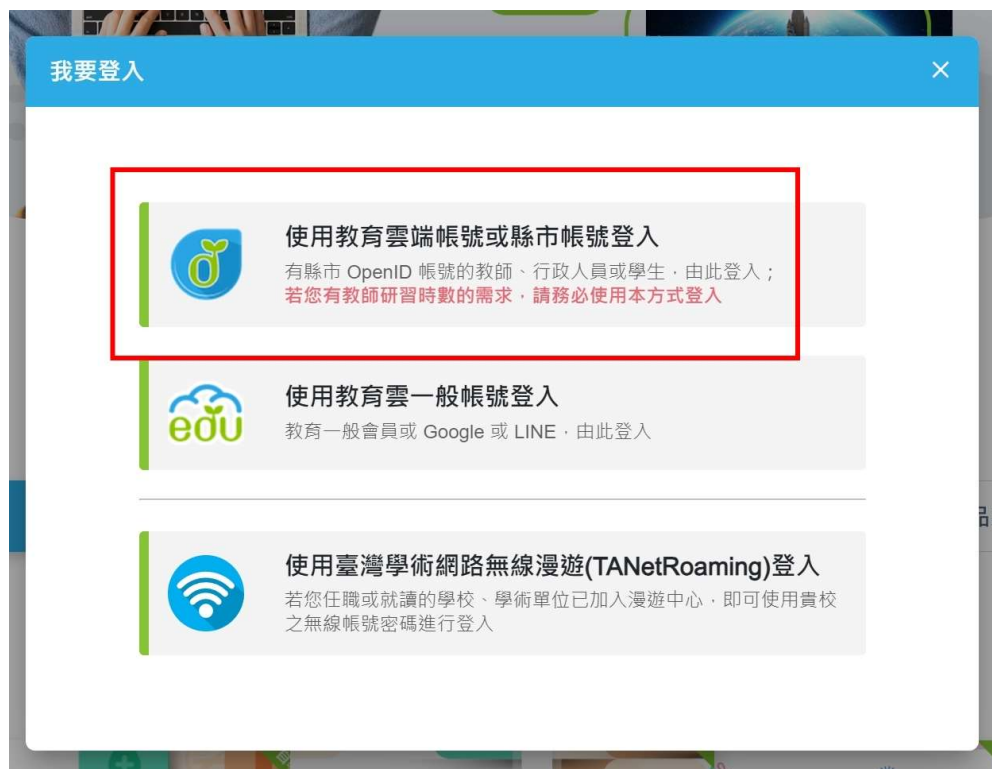 我要登入
使用教育雲端帳號或縣市帳號登入
有縣市 OpenID 帳號的教師、行政人員或學生，由此登入；
若您有教師研習時數的需求，請務必使用本方式登入
使用教育雲一般帳號登入
edu
教育一般會員或 Google 或 LINE，由此登入
品
使用臺灣學術網路無線漫遊(TANetRoaming)登入
若您任職或就讀的學校、學術單位已加入漫遊中心，即可使用貴校
之無線帳號密碼進行登入